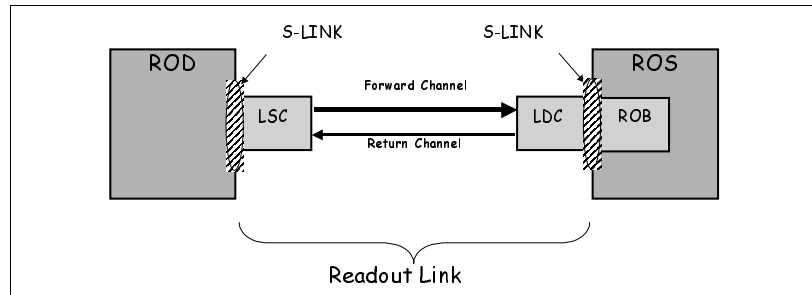 S-LINK
S-LINK
ROD
ROS
Forward Channel
LSC
LDC
ROB
Return Channel
Readout Link